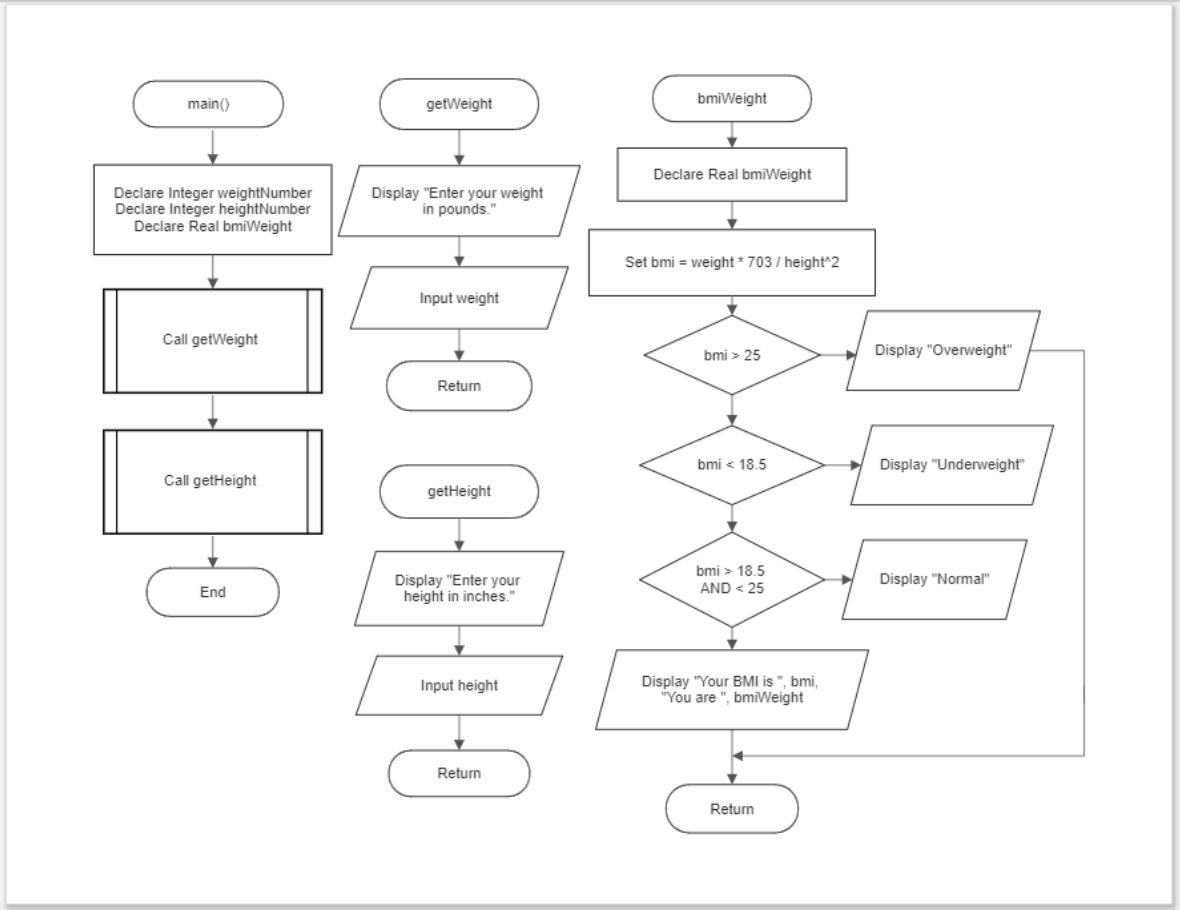 main()
Declare Integer weightNumber
Declare Integer heightNumber
Declare Real bmiWeight
Call getWeight
Call getHeight
End
getWeight
Display "Enter your weight
in pounds."
Input weight
Return
getHeight
Display "Enter your
height in inches."
Input height
Return
bmiWeight
Declare Real bmiWeight
Set bmi = weight * 703 / height^2
bmi > 25
Display "Overweight"
bmi < 18.5
Display "Underweight"
bmi > 18.5
AND < 25
Display "Normal"
Display "Your BMI is ", bmi,
"You are ", bmiWeight
Return